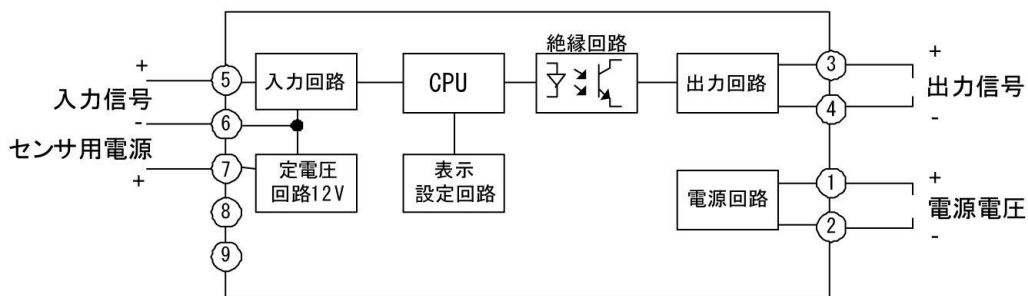 絶縁回路
+
5
入力回路
CPU
出力回路
3
+
入力信号
出力信号
-
6
4
-
センサ用電源
+
7
定電圧
回路12V
表示
設定回路
電源回路
1
+
電源電圧
8
2
-
9